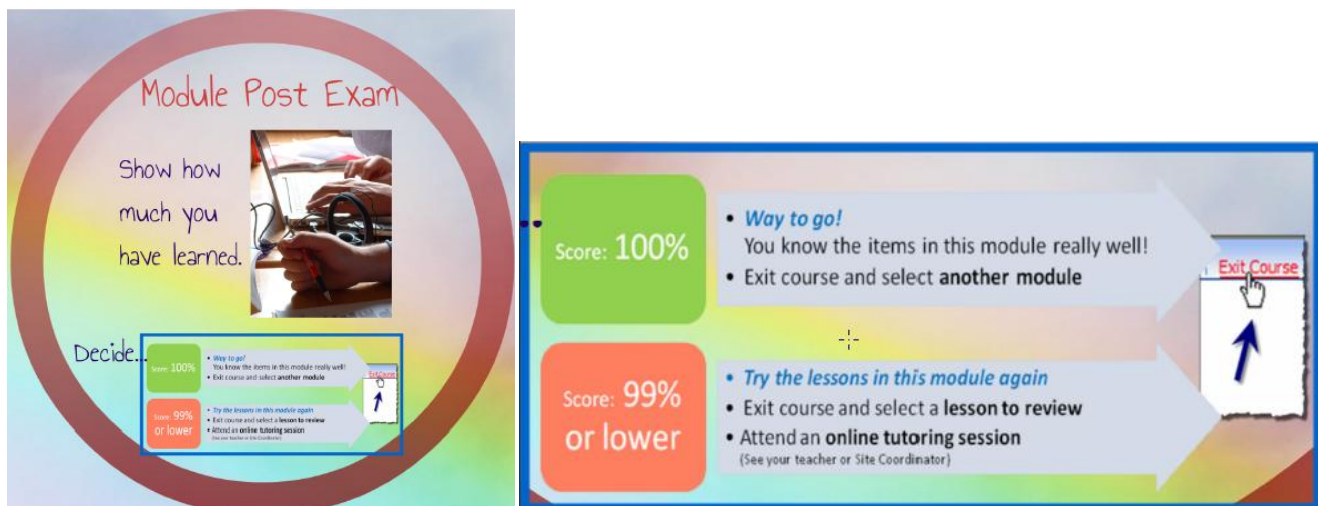 Module Post Exam
Show how
much you
have learned.
Decide...
Score: 100%
• Way to go!
You know the items in this module really well!
• Exit course and select another module
Exit Course
Score: 99%
or lower
• Try the lessons in this module again
• Exit course and select a lesson to review
• Attend an online tutoring session
(See your teacher or Site Coordinator)
Score: 100%
• Way to go!
You know the items in this module really well!
• Exit course and select another module
Exit Course
Score: 99%
or lower
• Try the lessons in this module again
• Exit course and select a lesson to review
• Attend an online tutoring session
(See your teacher or Site Coordinator)